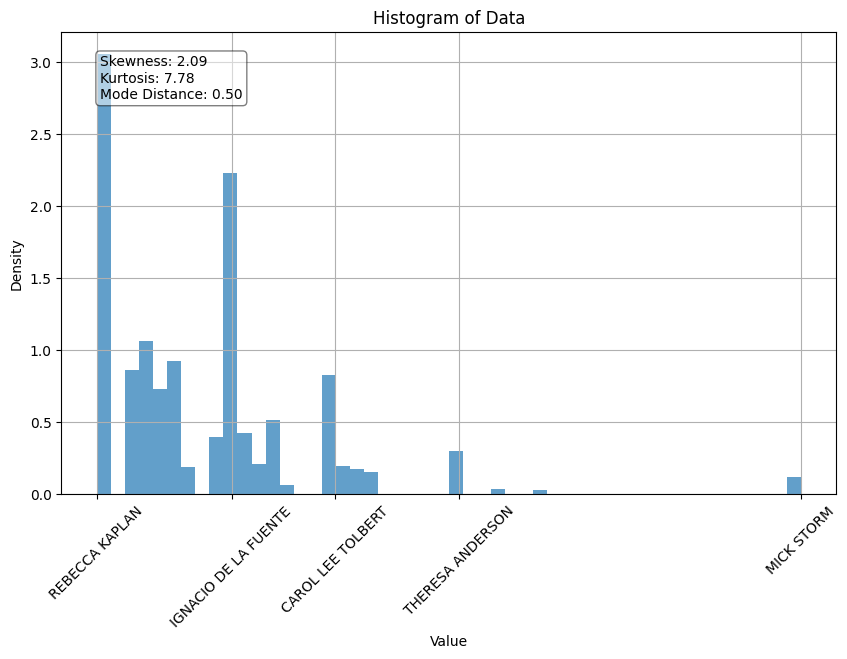 Histogram of Data
Skewness: 2.09
Kurtosis: 7.78
Mode Distance: 0.50
3.0
2.5
2.0
1.5
1.0
0.5
0.0
Density
REBECCA KAPLAN
IGNACIO DE LA FUENTE
CAROL LEE TOLBERT
THERESA ANDERSON
MICK STORM
Value